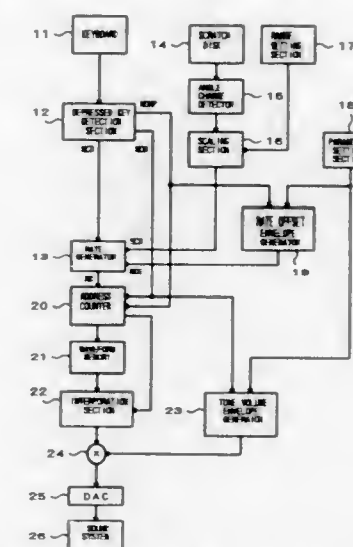 11
KEYBOARD
12
DEPRESSED KEY
DETECTION
SECTION
14
SCRATCH
DISK
ANGLE
CHANGE
DETECTOR
15
SCALING
SECTION
16
RANGE
SETTING
SECTION
17
18
RATE OFFSET
ENVELOPE
GENERATOR
19
13
RATE
GENERATOR
20
ADDRESS
COUNTER
21
WAVEFORM
MEMORY
22
SECTION
23
TONE VOLUME
ENVELOPE
GENERATOR
24
X
25
DAC
26
SOUND
SYSTEM